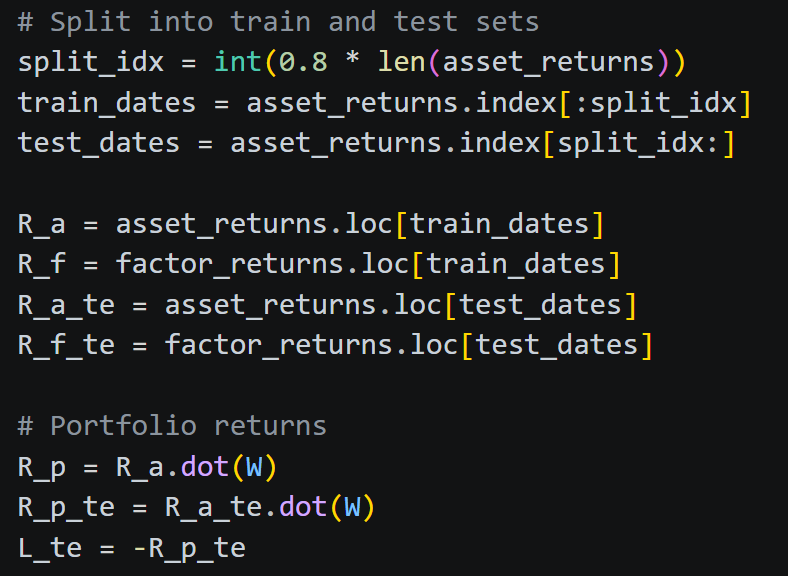 # Split into train and test sets
split_idx = int(0.8 * len(asset_returns))
train_dates = asset_returns.index[:split_idx]
test_dates = asset_returns.index[split_idx:]

R_a = asset_returns.loc[train_dates]
R_f = factor_returns.loc[train_dates]
R_a_te = asset_returns.loc[test_dates]
R_f_te = factor_returns.loc[test_dates]

# Portfolio returns
R_p = R_a.dot(W)
R_p_te = R_a_te.dot(W)
L_te = -R_p_te